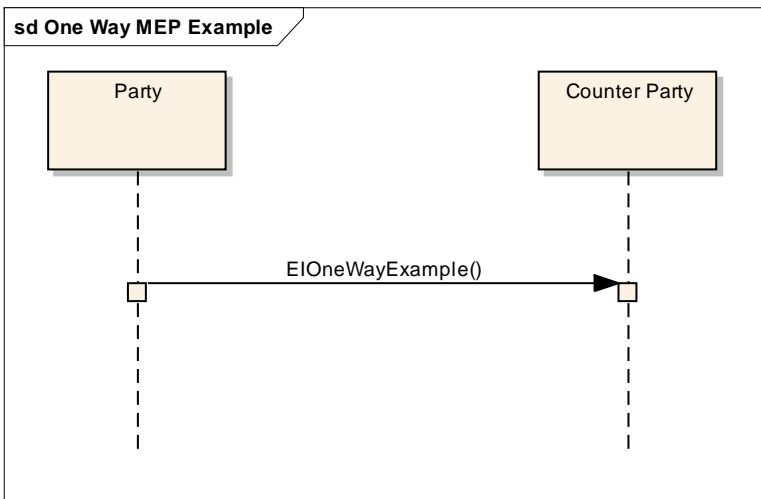 sd One Way MEP Example
Party
Counter Party
EIOneWayExample()